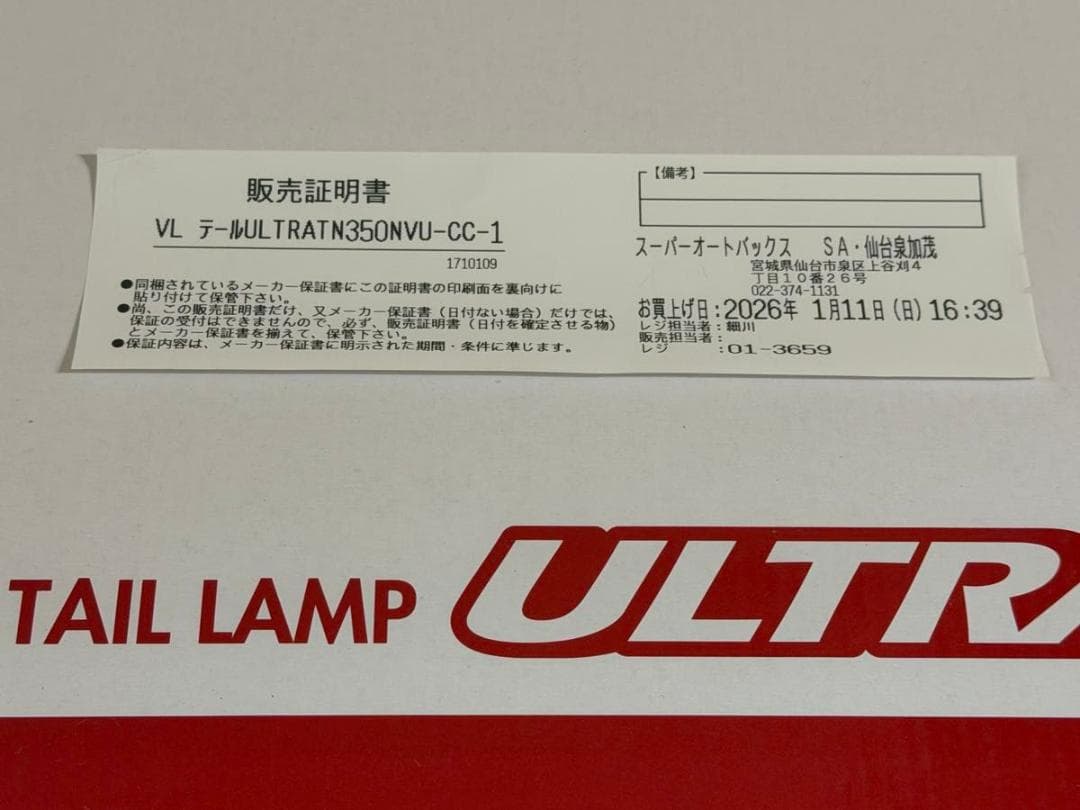 販売証明書
VL テールULTRATN350NVU-CC-1
1710109
●同梱されているメーカー保証書にこの証明書の印刷面を裏向けに
貼り付けて保管下さい。
●尚、この販売証明書だけ、又メーカー保証書（日付ない場合）だけでは、
保証の受付はできませんので、必ず、販売証明書（日付を確定させる物）
とメーカー保証書を揃えて、保管下さい。
●保証内容は、メーカー保証書に明示された期間・条件に準じます。
【備考】
スーパーオートバックス SA・仙台泉加茂
宮城県仙台市泉区上谷刈4
丁目10番26号
022-374-1131
お買上げ日:2026年 1月11日(日)16:39
レジ担当者:細川
販売担当者:
レジ :01-3659
TAIL LAMP ULTRA